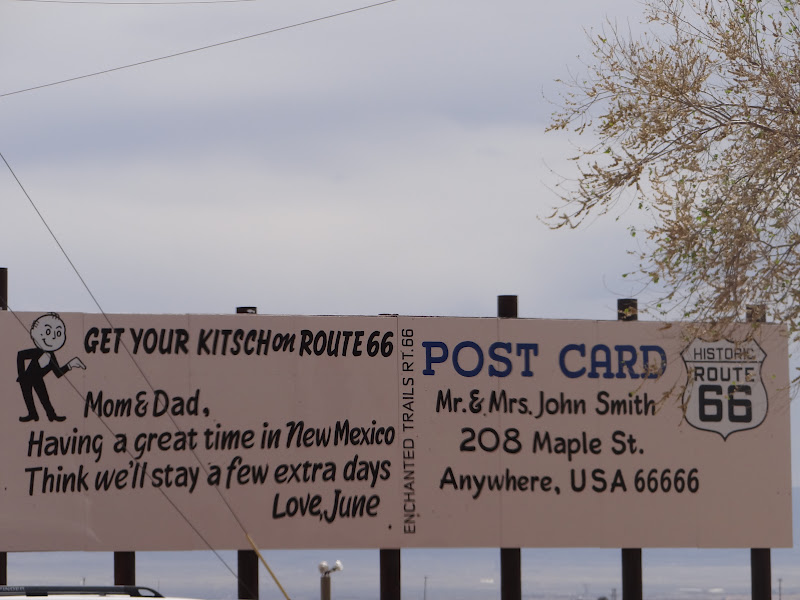 GET YOUR KITSCH on ROUTE 66
Mom & Dad,
Having a great time in New Mexico
Think we'll stay a few extra days
Love, June
ENCHANTED TRAILS RT. 66
POST CARD
Mr. & Mrs. John Smith
208 Maple St.
Anywhere, USA 66666
HISTORIC
ROUTE
66